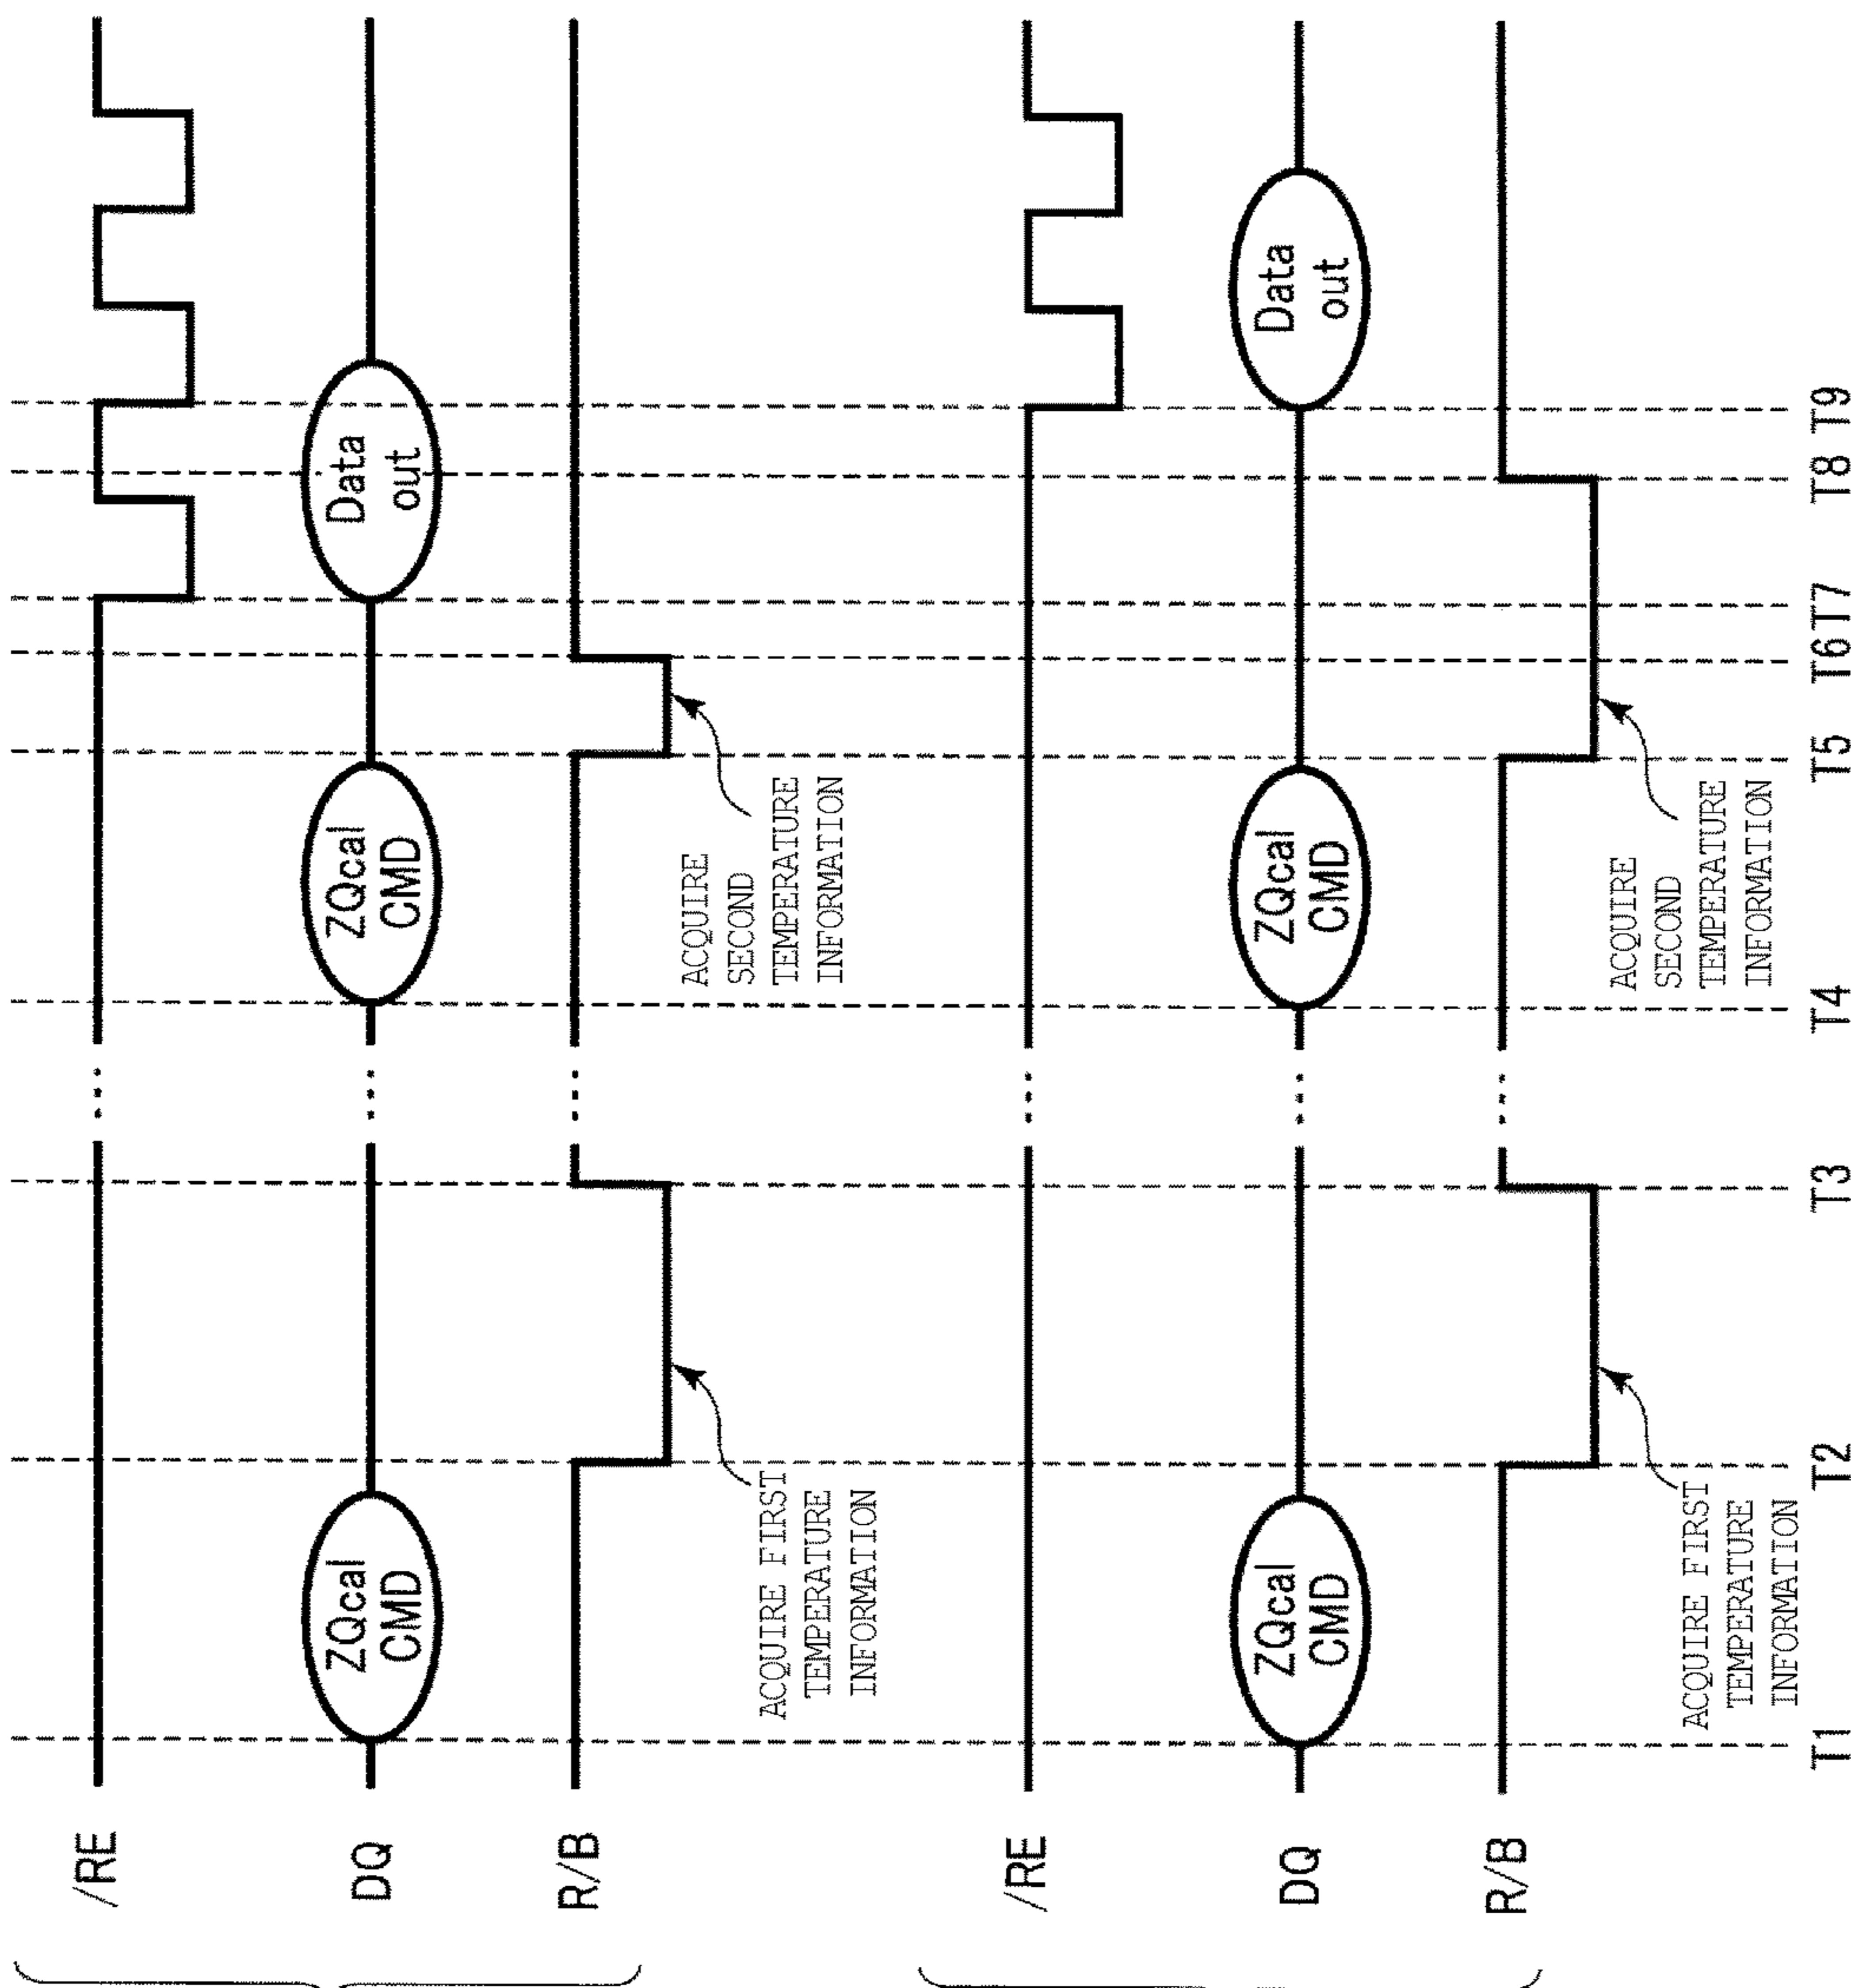 /RE
DQ
ZQcal
CMD
ZQcal
CMD
Data
out
R/B
ACQUIRE FIRST
TEMPERATURE
INFORMATION
ACQUIRE
SECOND
TEMPERATURE
INFORMATION
/RE
DQ
ZQcal
CMD
ZQcal
CMD
Data
out
R/B
ACQUIRE FIRST
TEMPERATURE
INFORMATION
ACQUIRE
SECOND
TEMPERATURE
INFORMATION
T1 T2 T3 T4 T5 T6 T7 T8 T9